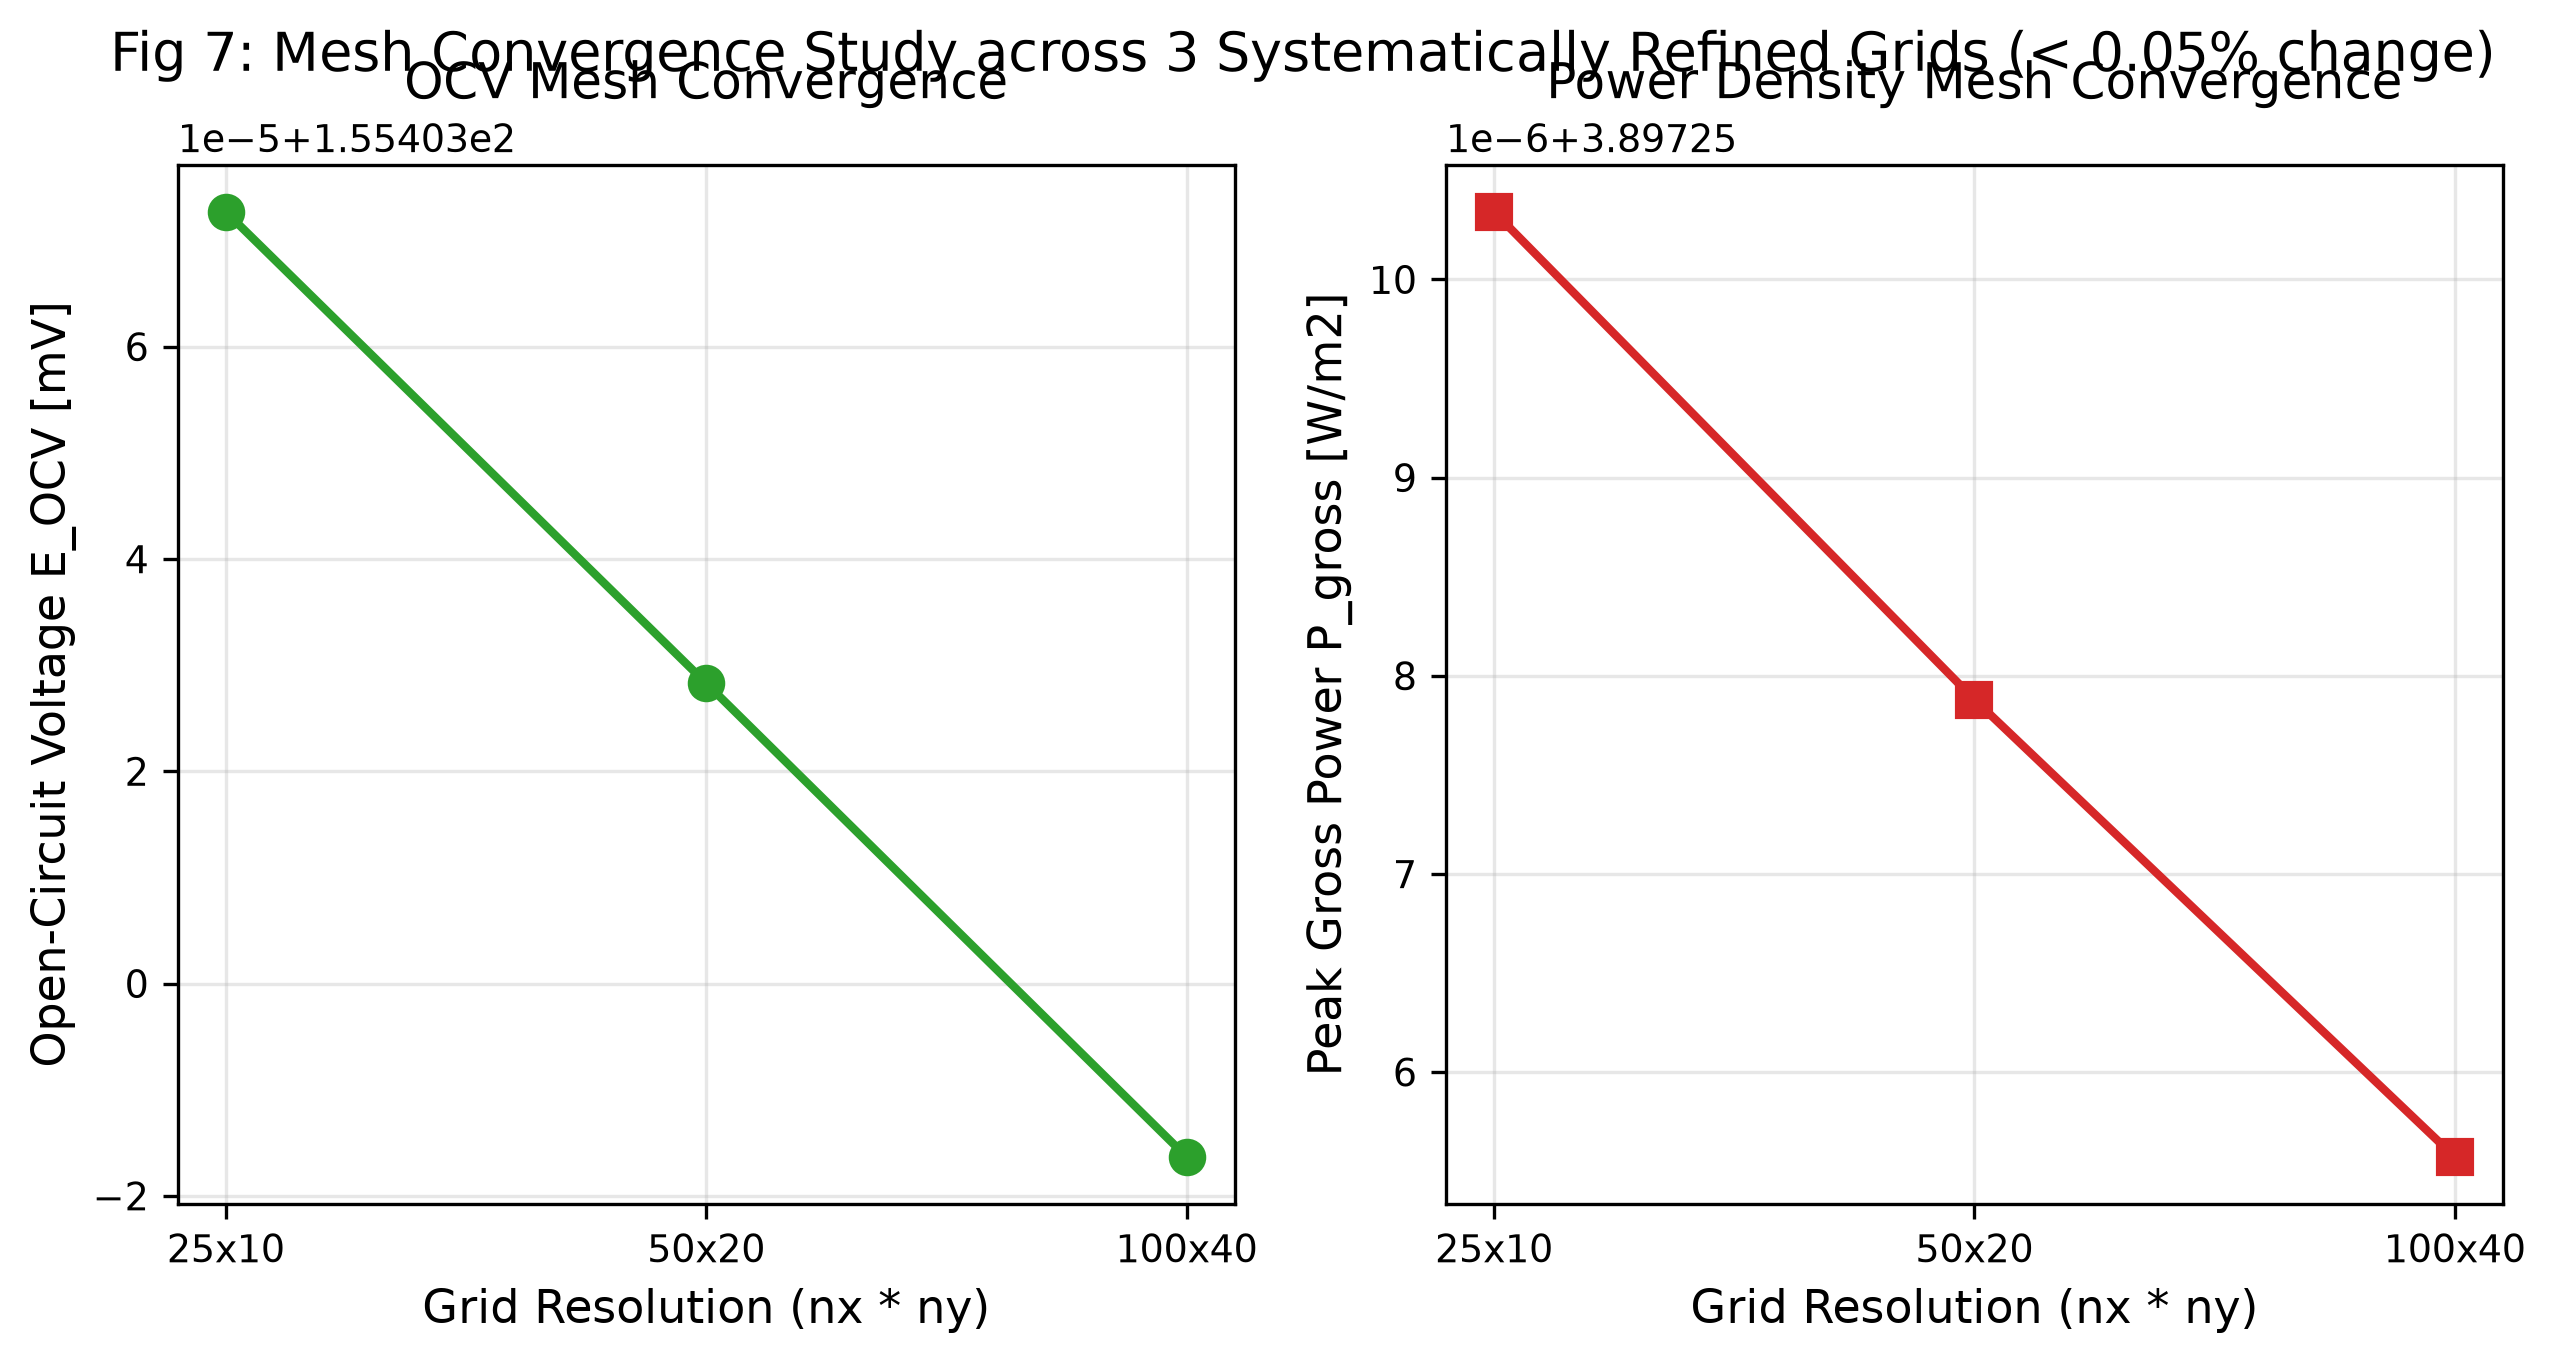 Fig 7: Mesh Convergence Study across 3 Systematically Refined Grids (< 0.05% change)
OCV Mesh Convergence
1e−5+1.55403e2
Open-Circuit Voltage E_OCV [mV]
6
4
2
0
−2
25x10
50x20
100x40
Grid Resolution (nx * ny)
Power Density Mesh Convergence
1e−6+3.89725
Peak Gross Power P_gross [W/m2]
10
9
8
7
6
25x10
50x20
100x40
Grid Resolution (nx * ny)